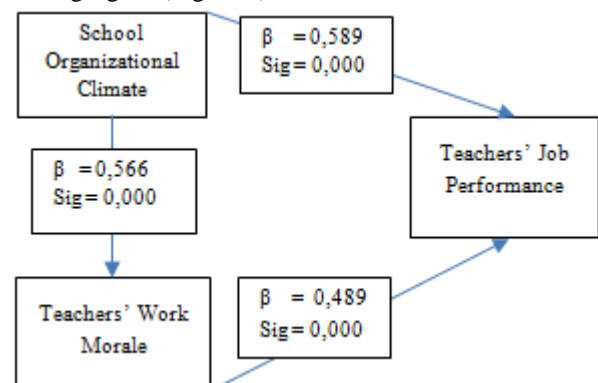 School
Organizational
Climate
β = 0,589
Sig = 0,000
β = 0,566
Sig = 0,000
Teachers’ Job
Performance
Teachers’ Work
Morale
β = 0,489
Sig = 0,000